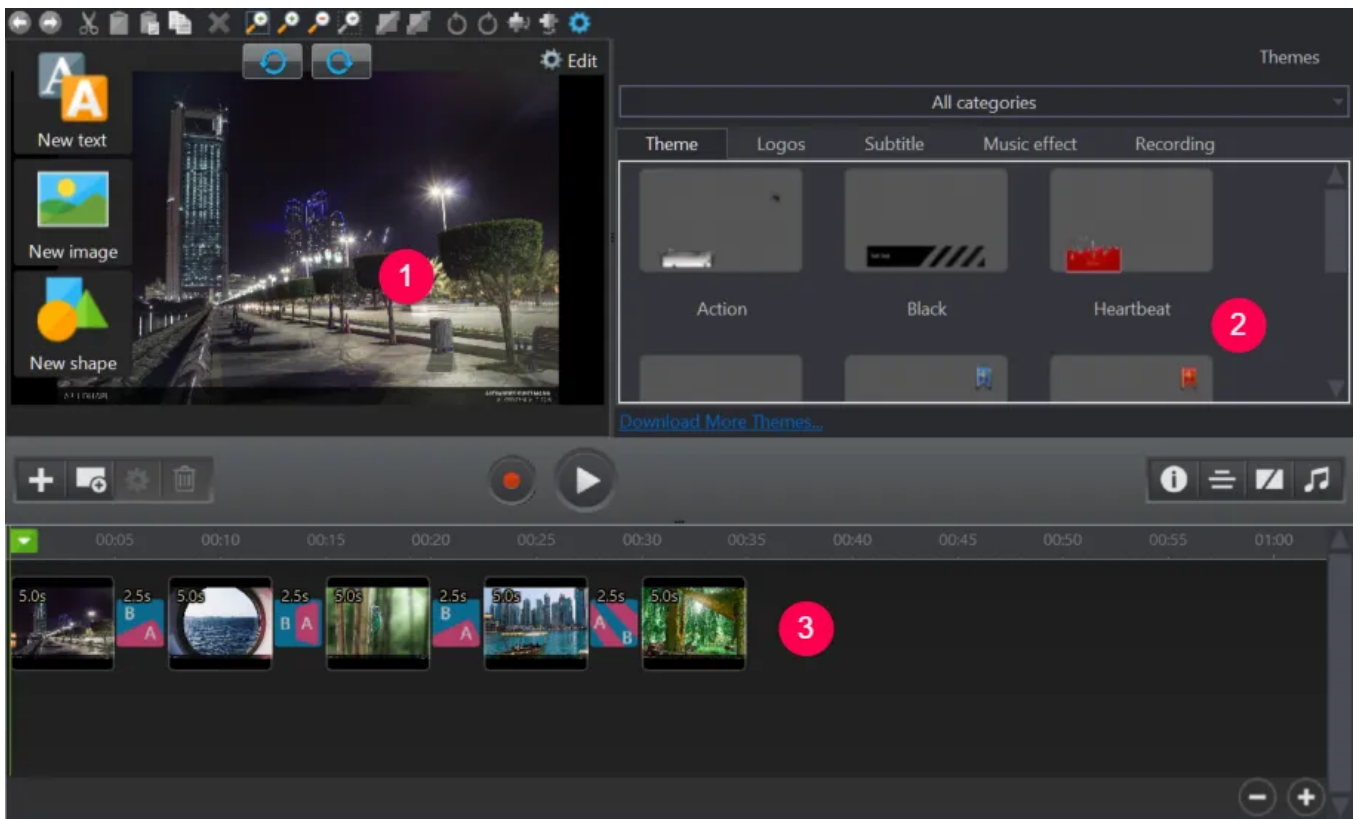 Edit
Themes
New text
All categories
Theme Logos Subtitle Music effect Recording
New image
1
Action Black Heartbeat
2
New shape
Download More Themes...
00:05 00:10 00:15 00:20 00:25 00:30 00:35 00:40 00:45 00:50 00:55 01:00
5.0s 2.5s 5.0s 2.5s 5.0s 2.5s 5.0s 2.5s 5.0s
B A B A B A A B
3